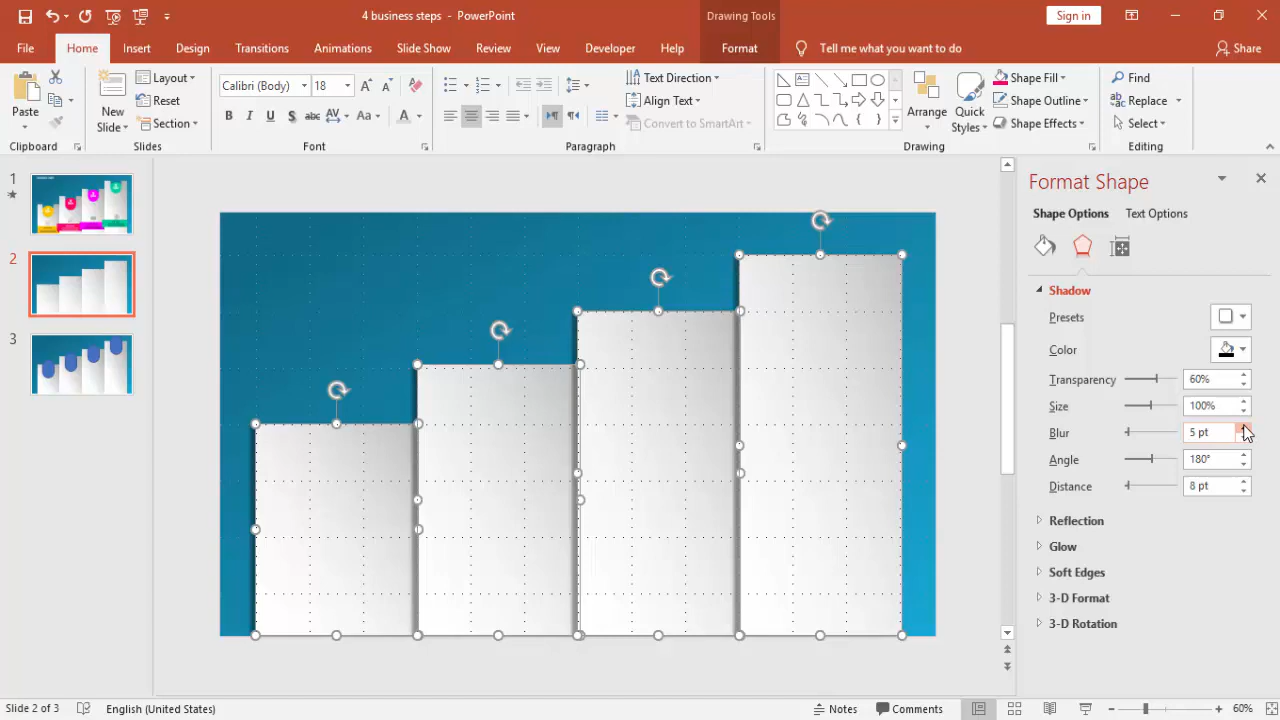 4 business steps - PowerPoint
Drawing Tools
Sign in
File Home Insert Design Transitions Animations Slide Show Review View Developer Help Format Tell me what you want to do Share
Paste
New Slide
Layout
Reset
Section
Calibri (Body) 18
B I U S abc AV Aa A
Text Direction
Align Text
Convert to SmartArt
Arrange
Quick Styles
Shape Fill
Shape Outline
Shape Effects
Find
Replace
Select
Clipboard Slides Font Paragraph Drawing Editing
1
2
3
Format Shape
Shape Options Text Options
Shadow
Presets
Color
Transparency 60%
Size 100%
Blur 5 pt
Angle 180°
Distance 8 pt
Reflection
Glow
Soft Edges
3-D Format
3-D Rotation
Slide 2 of 3 English (United States) Notes Comments 60%